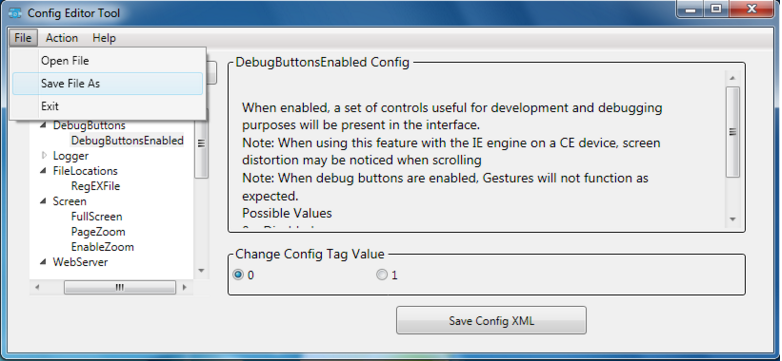 Config Editor Tool
File Action Help
Open File
Save File As
Exit
DebugButtons
DebugButtonsEnabled
Logger
FileLocations
RegEXFile
Screen
FullScreen
PageZoom
EnableZoom
WebServer
DebugButtonsEnabled Config
When enabled, a set of controls useful for development and debugging
purposes will be present in the interface.
Note: When using this feature with the IE engine on a CE device, screen
distortion may be noticed when scrolling
Note: When debug buttons are enabled, Gestures will not function as
expected.
Possible Values
Change Config Tag Value
0 1
Save Config XML